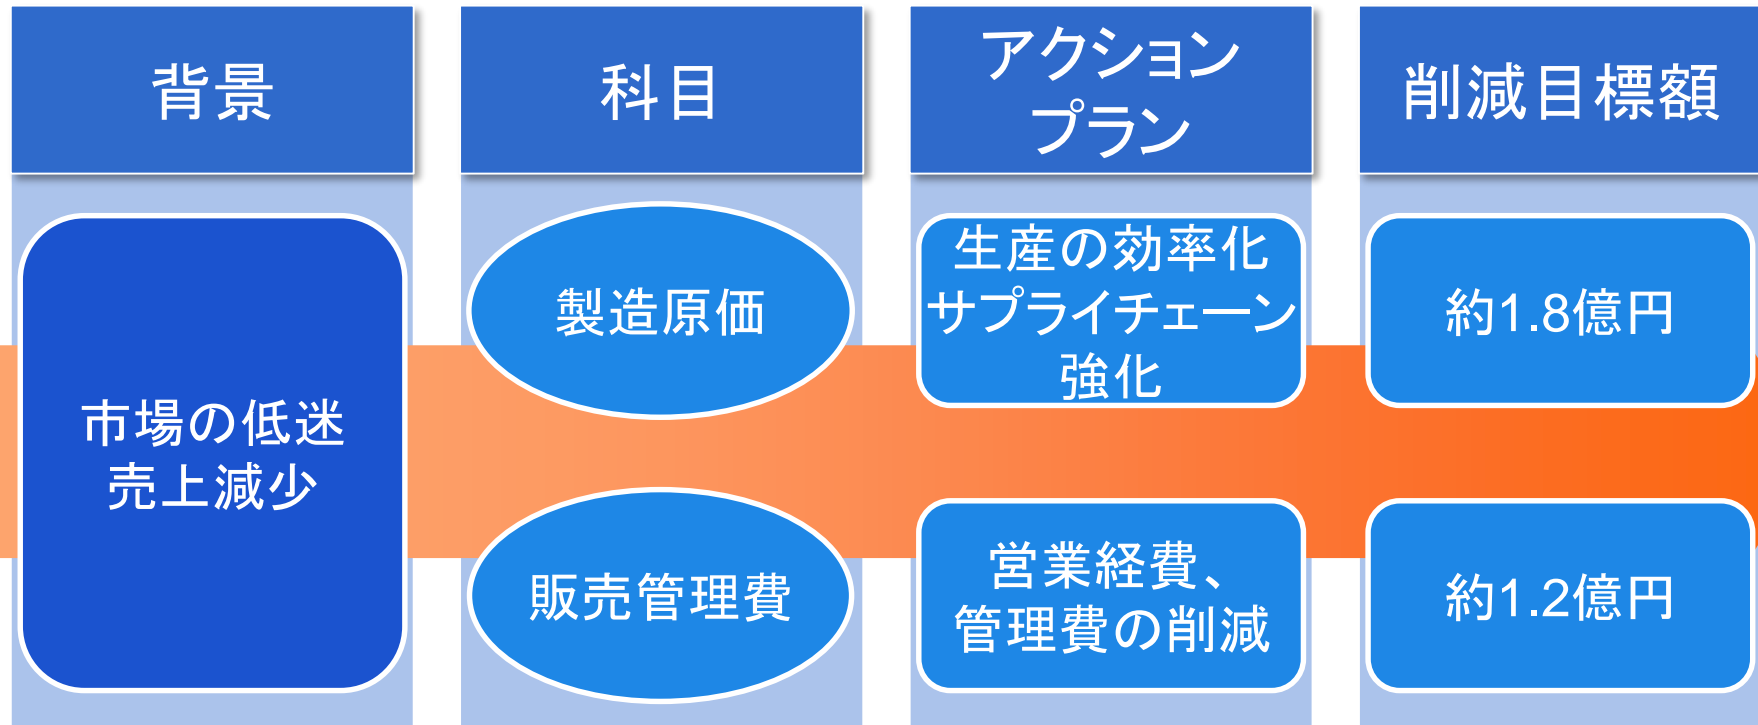 背景
科目
アクション
プラン
削減目標額
市場の低迷
売上減少
製造原価
生産の効率化
サプライチェーン
強化
約1.8億円
販売管理費
営業経費、
管理費の削減
約1.2億円